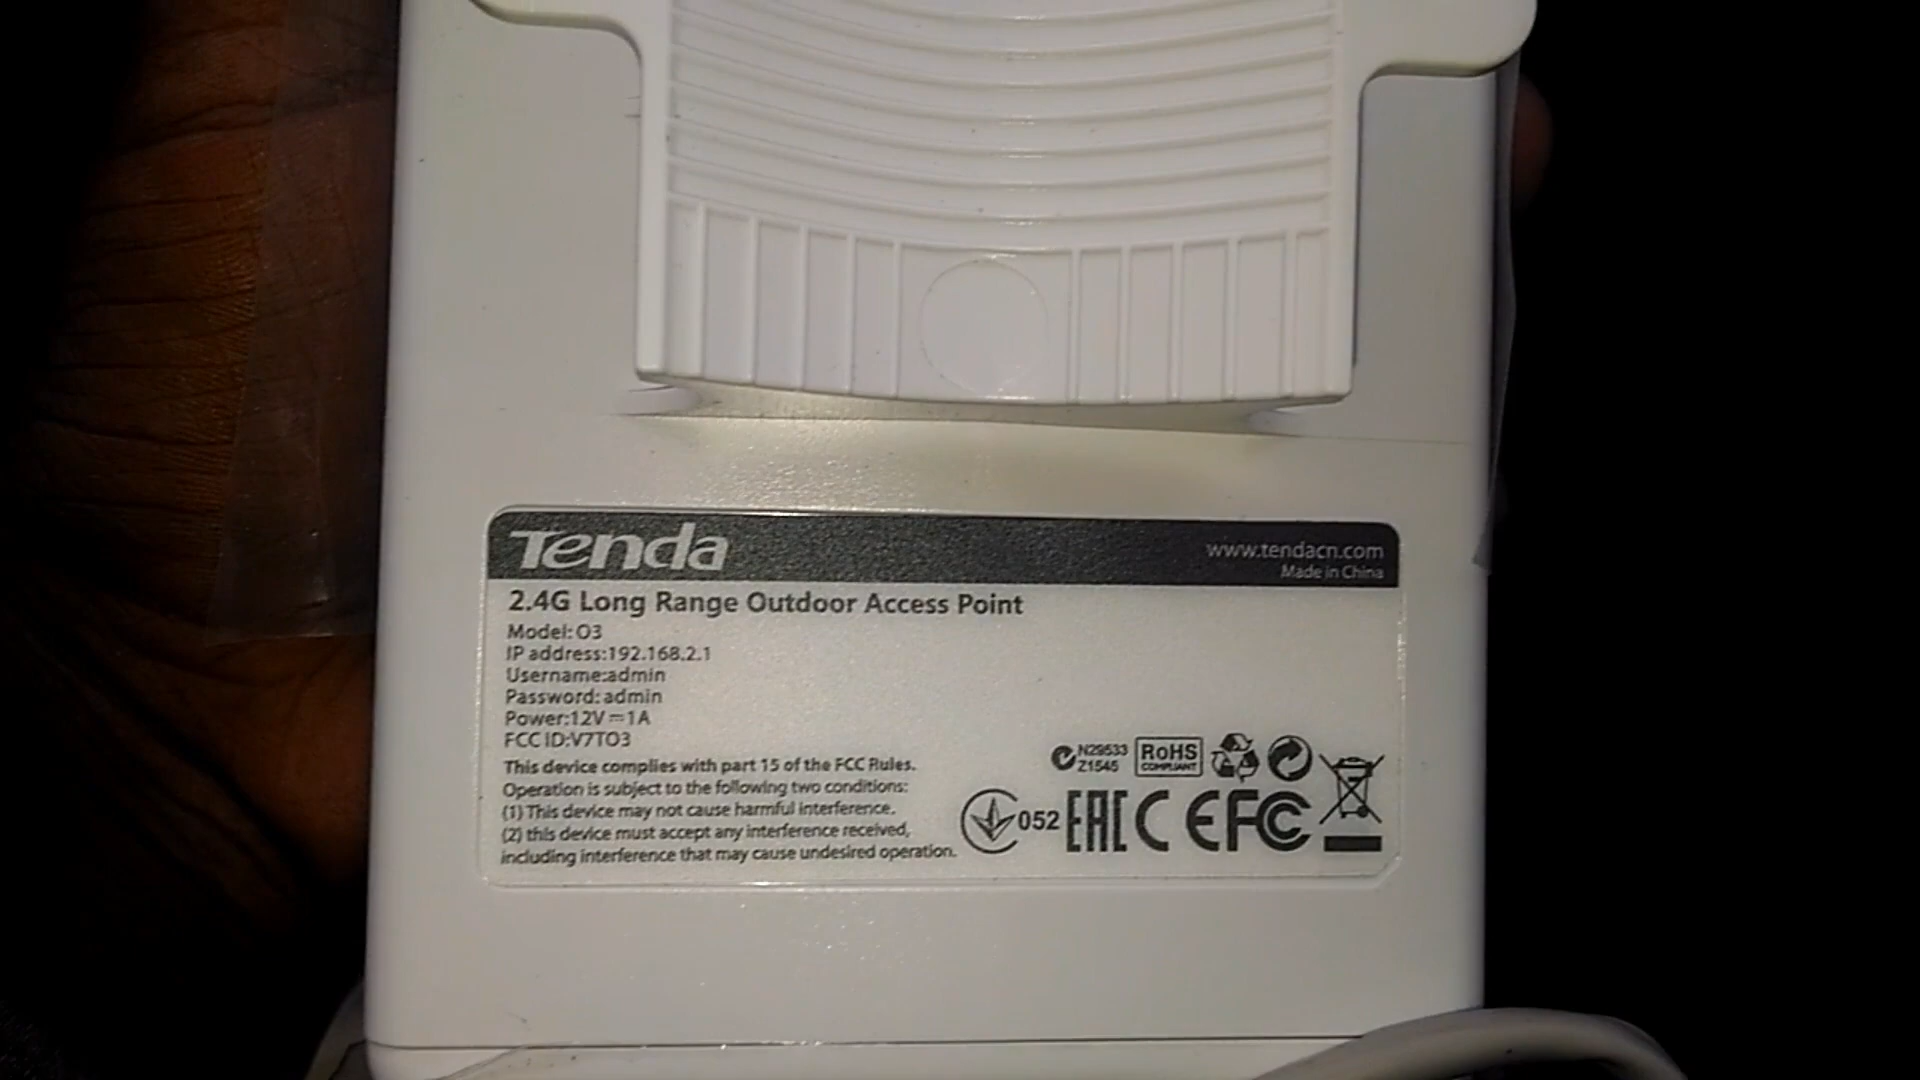 Tenda
www.tendacn.com
Made in China
2.4G Long Range Outdoor Access Point
Model: O3
IP address:192.168.2.1
Username:admin
Password: admin
Power:12V⎓1A
FCC ID:V7TO3
This device complies with part 15 of the FCC Rules.
Operation is subject to the following two conditions:
(1) This device may not cause harmful interference.
(2) this device must accept any interference received,
including interference that may cause undesired operation.
N29533
Z1545
RoHS
COMPLIANT
052
EAC CE FC